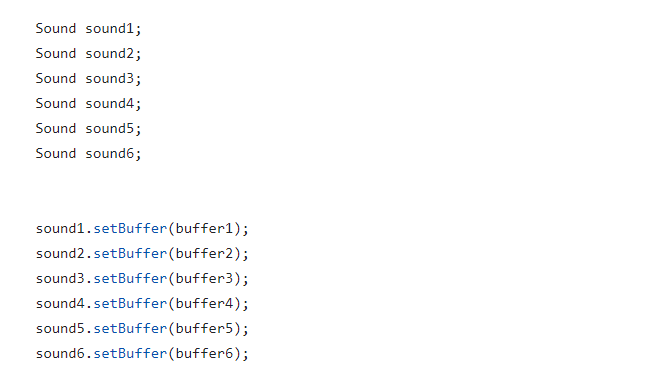 Sound sound1;
Sound sound2;
Sound sound3;
Sound sound4;
Sound sound5;
Sound sound6;
sound1.setBuffer(buffer1);
sound2.setBuffer(buffer2);
sound3.setBuffer(buffer3);
sound4.setBuffer(buffer4);
sound5.setBuffer(buffer5);
sound6.setBuffer(buffer6);